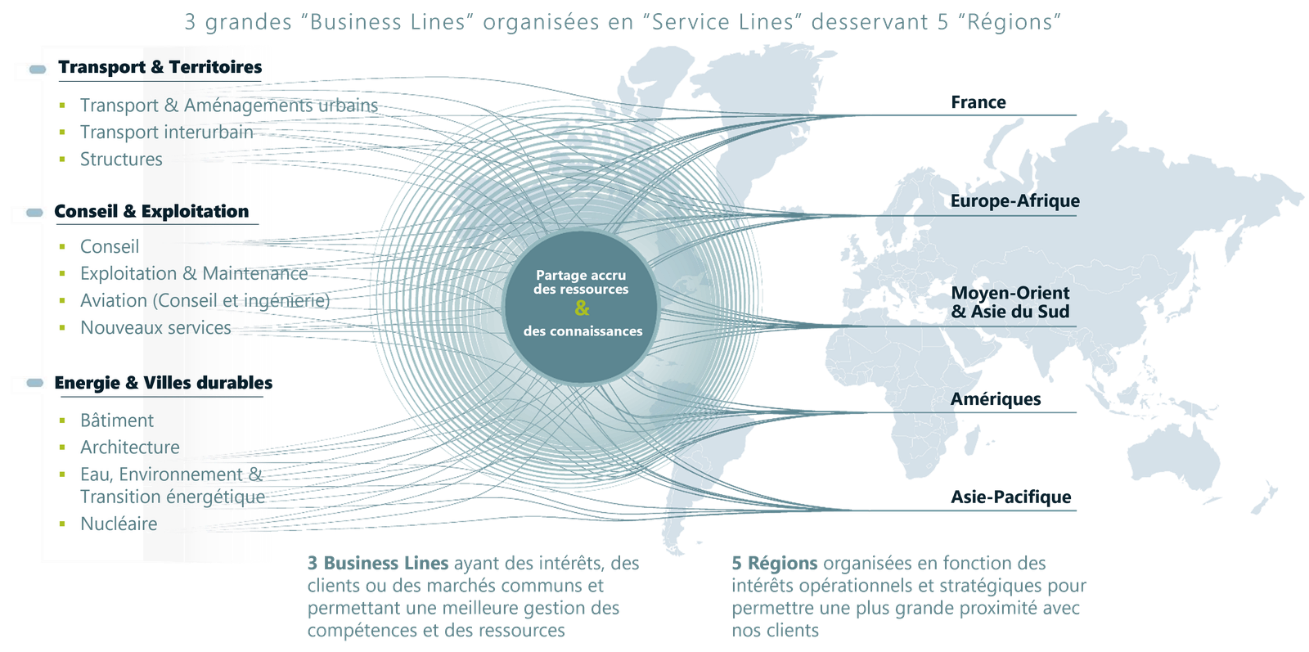 3 grandes “Business Lines” organisées en “Service Lines” desservant 5 “Régions”
Transport & Territoires
Transport & Aménagements urbains
Transport interurbain
Structures
Conseil & Exploitation
Conseil
Exploitation & Maintenance
Aviation (Conseil et ingénierie)
Nouveaux services
Energie & Villes durables
Bâtiment
Architecture
Eau, Environnement &
Transition énergétique
Nucléaire
Partage accru
des ressources
&
des connaissances
France
Europe-Afrique
Moyen-Orient
& Asie du Sud
Amériques
Asie-Pacifique
3 Business Lines ayant des intérêts, des
clients ou des marchés communs et
permettant une meilleure gestion des
compétences et des ressources
5 Régions organisées en fonction des
intérêts opérationnels et stratégiques pour
permettre une plus grande proximité avec
nos clients